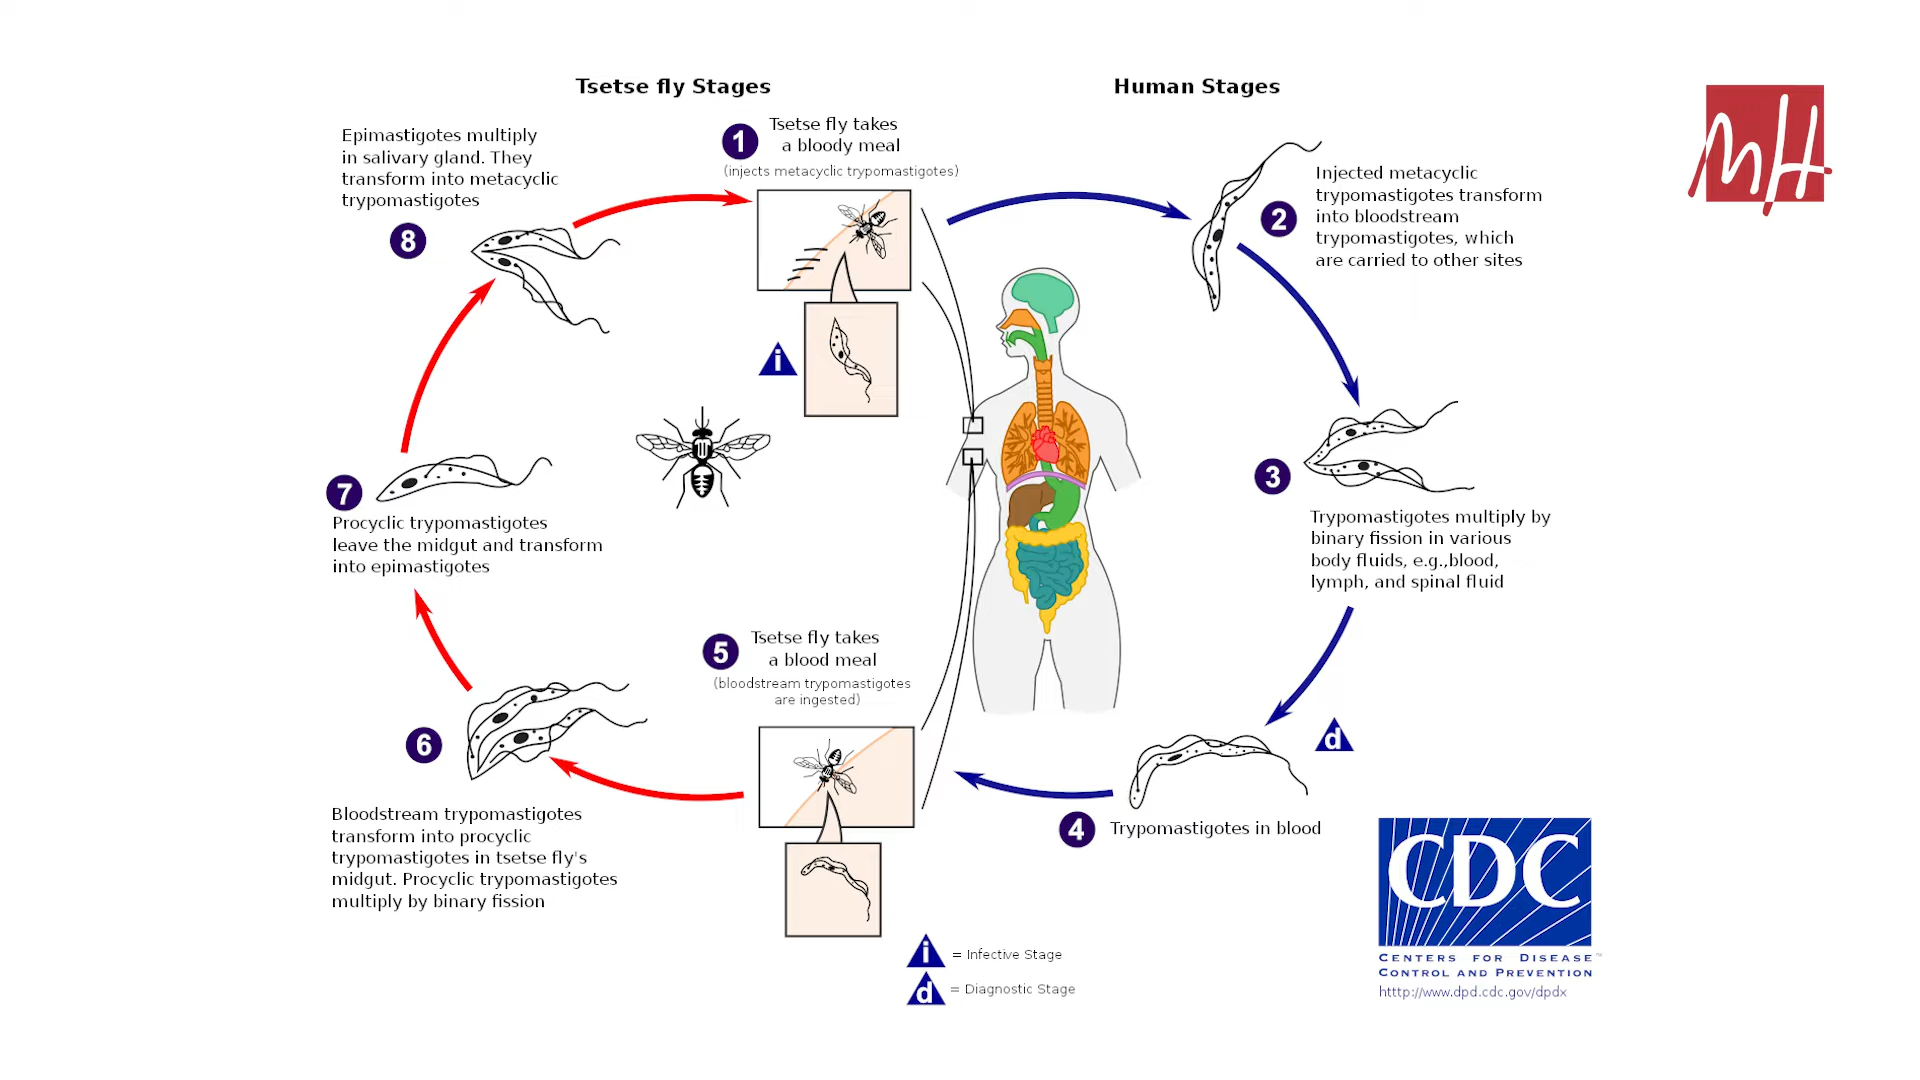 Tsetse fly Stages
Human Stages
1
Tsetse fly takes
a bloody meal
(injects metacyclic trypomastigotes)
i
2
Injected metacyclic
trypomastigotes transform
into bloodstream
trypomastigotes, which
are carried to other sites
3
Trypomastigotes multiply by
binary fission in various
body fluids, e.g.,blood,
lymph, and spinal fluid
d
4
Trypomastigotes in blood
5
Tsetse fly takes
a blood meal
(bloodstream trypomastigotes
are ingested)
6
Bloodstream trypomastigotes
transform into procyclic
trypomastigotes in tsetse fly's
midgut. Procyclic trypomastigotes
multiply by binary fission
7
Procyclic trypomastigotes
leave the midgut and transform
into epimastigotes
Epimastigotes multiply
in salivary gland. They
transform into metacyclic
trypomastigotes
8
i = Infective Stage
d = Diagnostic Stage
MH
CDC
CENTERS FOR DISEASE™
CONTROL AND PREVENTION
htttp://www.dpd.cdc.gov/dpdx